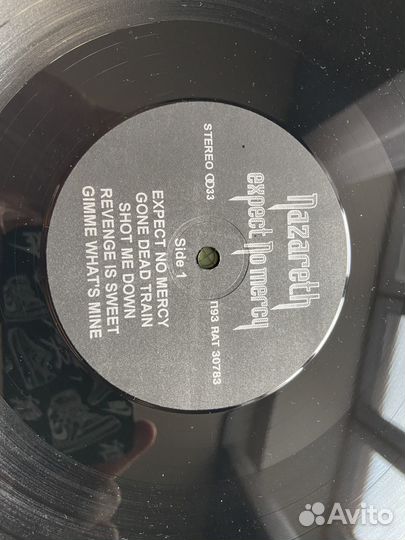 nazareth
expect no mercy
STEREO 33
П93 RAT 30783
Side 1
EXPECT NO MERCY
GONE DEAD TRAIN
SHOT ME DOWN
REVENGE IS SWEET
GIMME WHAT'S MINE
Avito